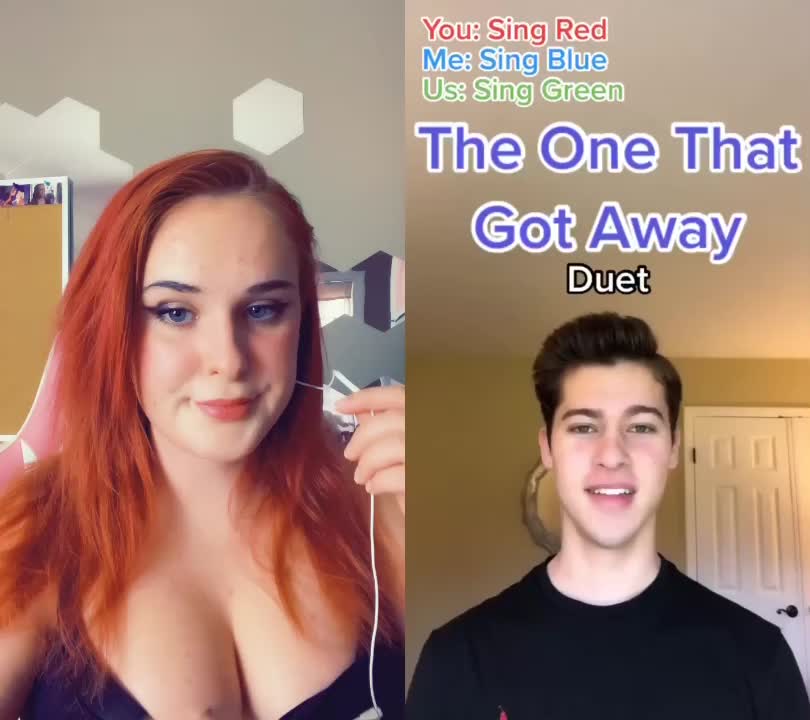 You: Sing Red
Me: Sing Blue
Us: Sing Green
The One That
Got Away
Duet